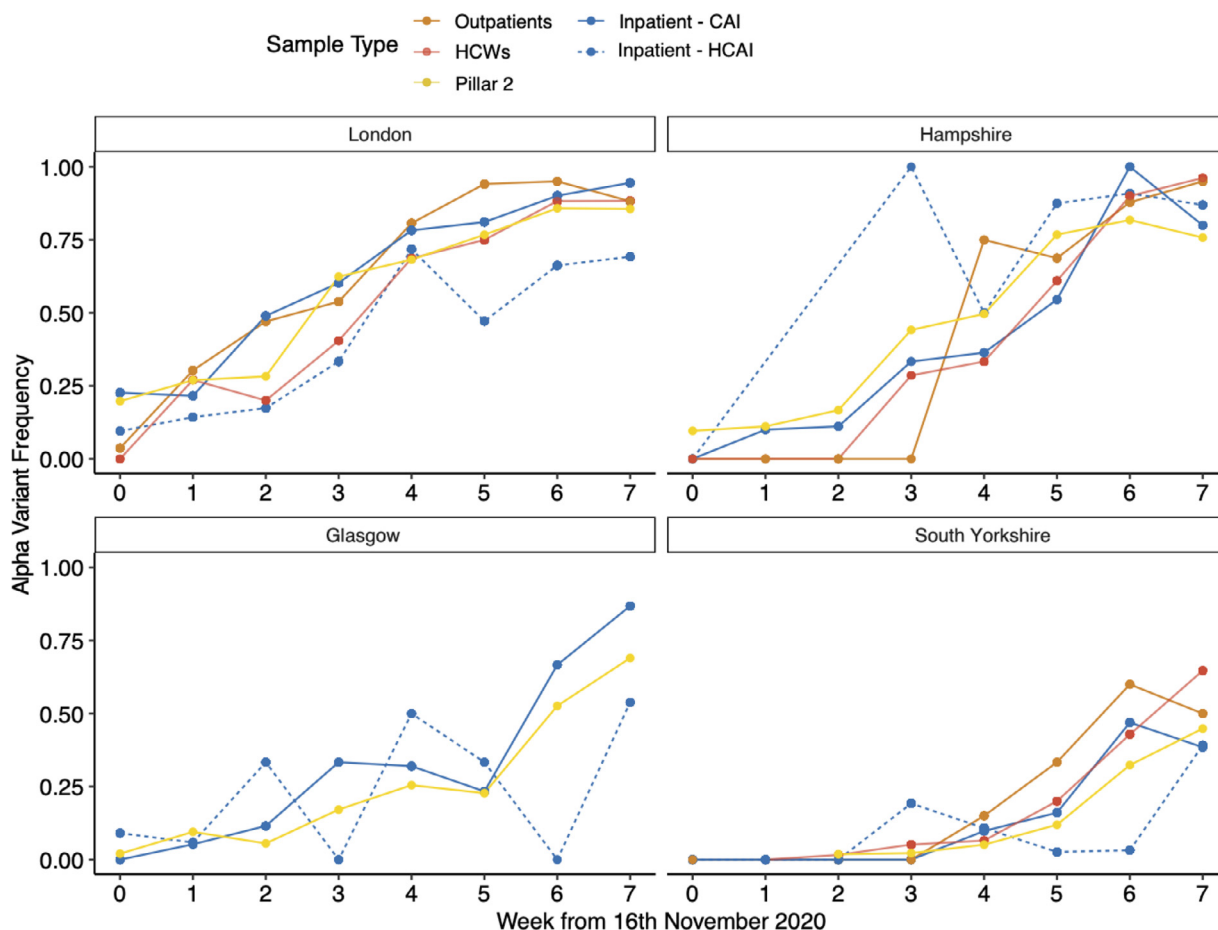 Sample Type
Outpatients
HCWs
Pillar 2
Inpatient - CAI
Inpatient - HCAI
London
Hampshire
Alpha Variant Frequency
1.00
0.75
0.50
0.25
0.00
0 1 2 3 4 5 6 7
0 1 2 3 4 5 6 7
Glasgow
South Yorkshire
1.00
0.75
0.50
0.25
0.00
0 1 2 3 4 5 6 7
0 1 2 3 4 5 6 7
Week from 16th November 2020